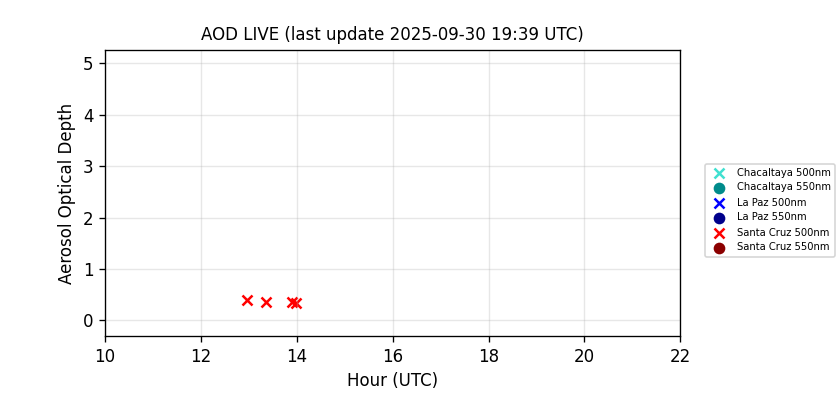 AOD LIVE (last update 2025-09-30 19:39 UTC)
Aerosol Optical Depth
5
4
3
2
1
0
10 12 14 16 18 20 22
Hour (UTC)
Chacaltaya 500nm
Chacaltaya 550nm
La Paz 500nm
La Paz 550nm
Santa Cruz 500nm
Santa Cruz 550nm